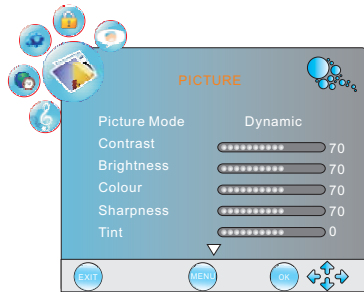 PICTURE
Picture Mode Dynamic
Contrast 70
Brightness 70
Colour 70
Sharpness 70
Tint 0
EXIT MENU OK